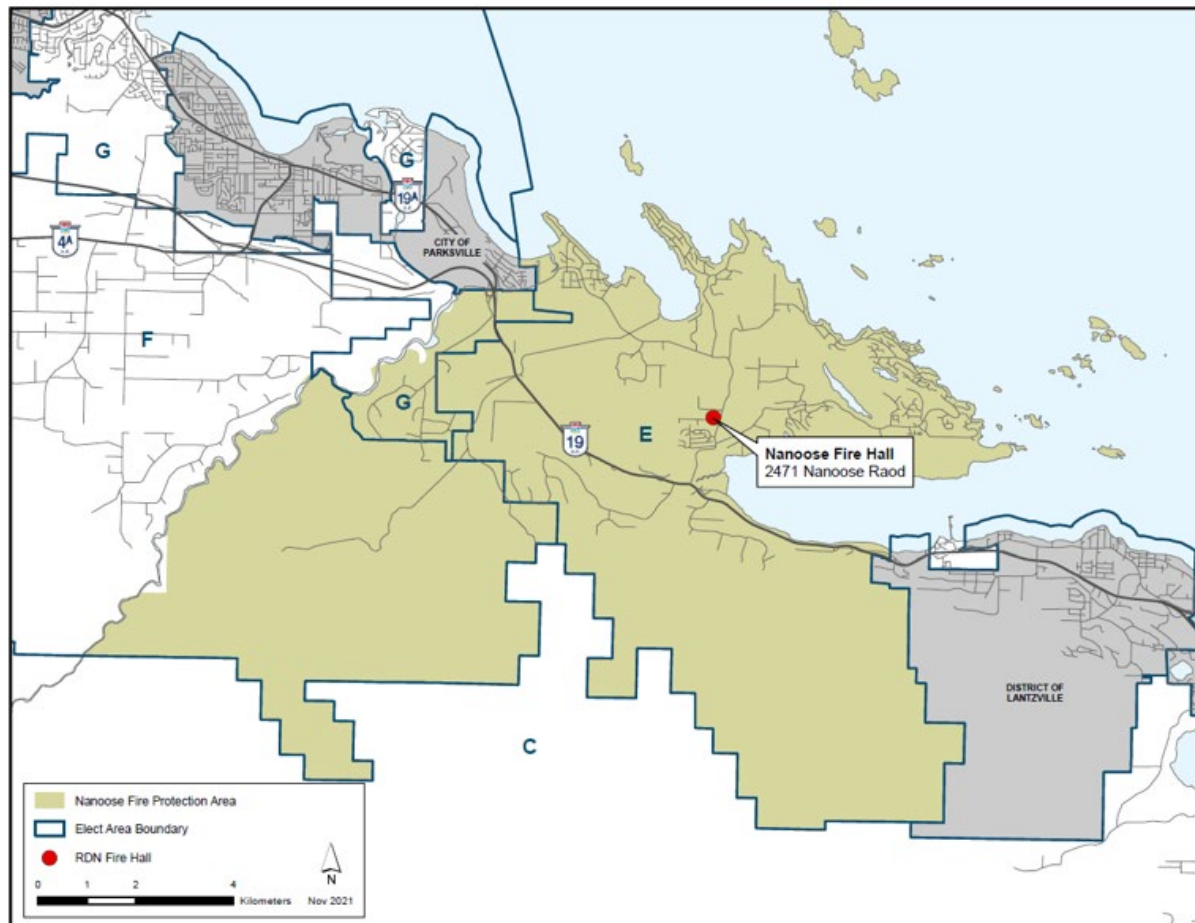 G
G
19A
4A
CITY OF
PARKSVILLE
F
G
19
E
Nanoose Fire Hall
2471 Nanoose Raod
DISTRICT OF
LANTZVILLE
C
Nanoose Fire Protection Area
Elect Area Boundary
RDN Fire Hall
N
0 1 2 4
Kilometers Nov 2021